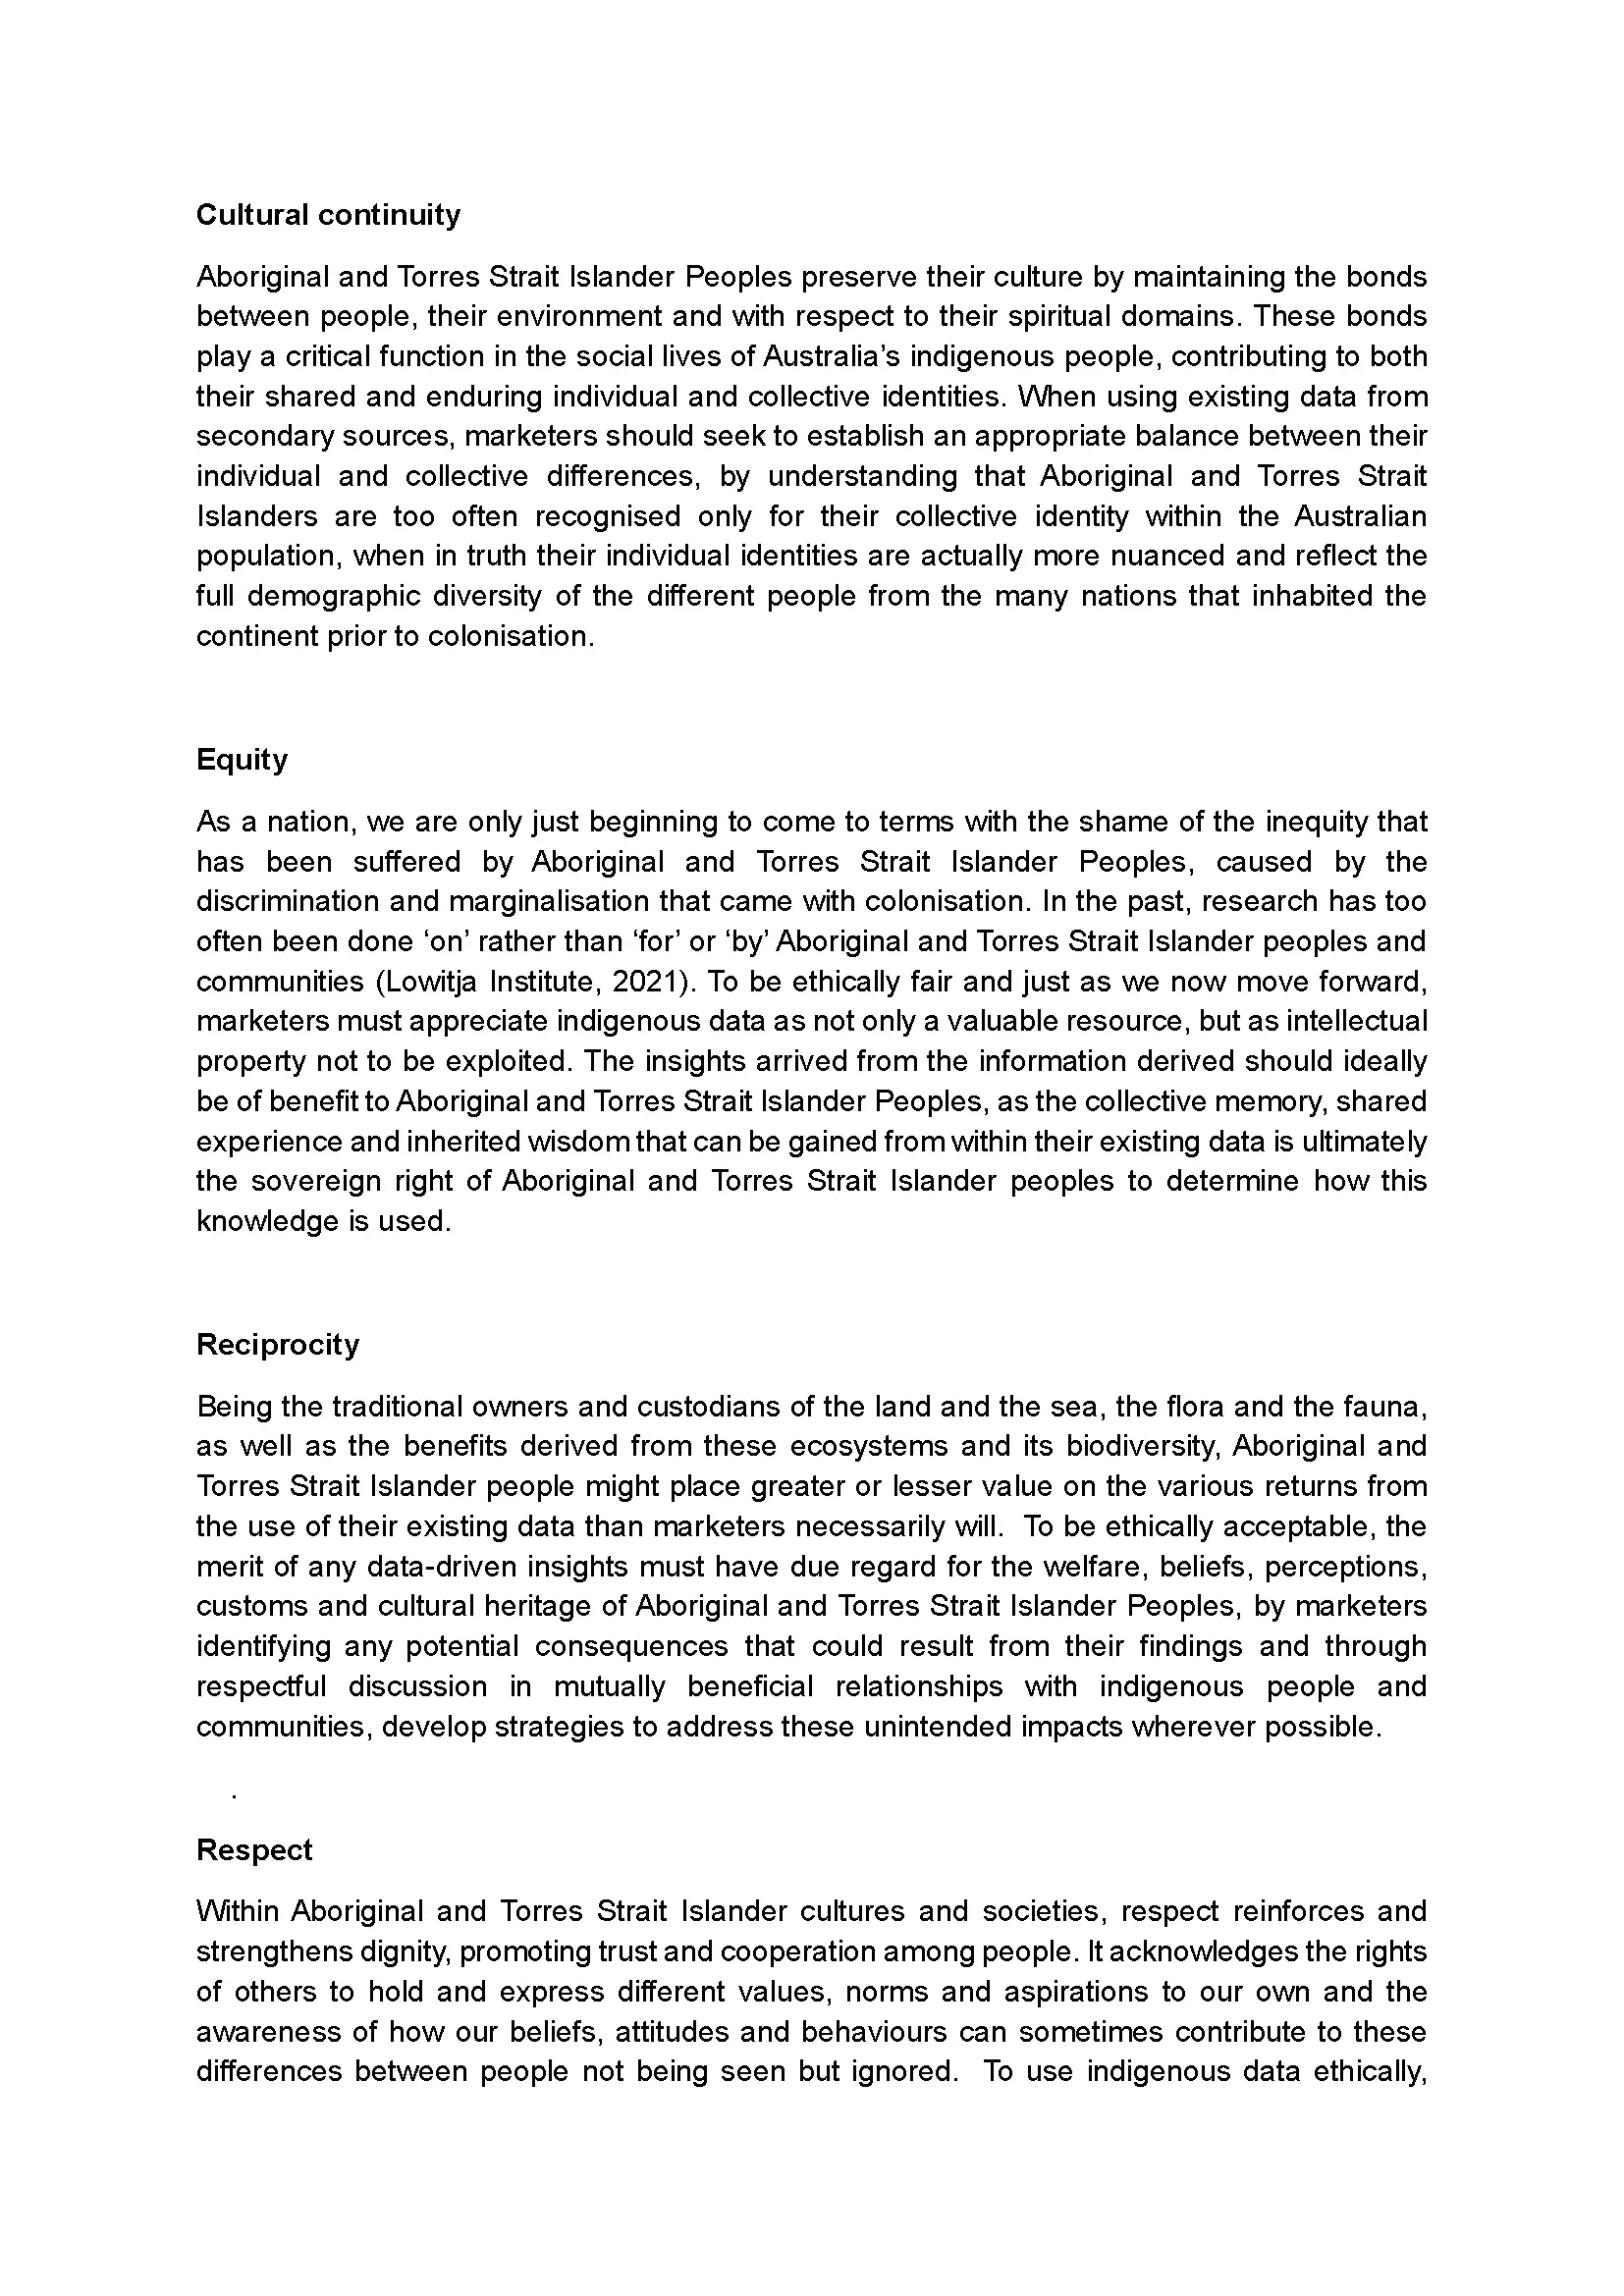 Cultural continuity
Aboriginal and Torres Strait Islander Peoples preserve their culture by maintaining the bonds
between people, their environment and with respect to their spiritual domains. These bonds
play a critical function in the social lives of Australia’s indigenous people, contributing to both
their shared and enduring individual and collective identities. When using existing data from
secondary sources, marketers should seek to establish an appropriate balance between their
individual and collective differences, by understanding that Aboriginal and Torres Strait
Islanders are too often recognised only for their collective identity within the Australian
population, when in truth their individual identities are actually more nuanced and reflect the
full demographic diversity of the different people from the many nations that inhabited the
continent prior to colonisation.
Equity
As a nation, we are only just beginning to come to terms with the shame of the inequity that
has been suffered by Aboriginal and Torres Strait Islander Peoples, caused by the
discrimination and marginalisation that came with colonisation. In the past, research has too
often been done ‘on’ rather than ‘for’ or ‘by’ Aboriginal and Torres Strait Islander peoples and
communities (Lowitja Institute, 2021). To be ethically fair and just as we now move forward,
marketers must appreciate indigenous data as not only a valuable resource, but as intellectual
property not to be exploited. The insights arrived from the information derived should ideally
be of benefit to Aboriginal and Torres Strait Islander Peoples, as the collective memory, shared
experience and inherited wisdom that can be gained from within their existing data is ultimately
the sovereign right of Aboriginal and Torres Strait Islander peoples to determine how this
knowledge is used.
Reciprocity
Being the traditional owners and custodians of the land and the sea, the flora and the fauna,
as well as the benefits derived from these ecosystems and its biodiversity, Aboriginal and
Torres Strait Islander people might place greater or lesser value on the various returns from
the use of their existing data than marketers necessarily will.  To be ethically acceptable, the
merit of any data-driven insights must have due regard for the welfare, beliefs, perceptions,
customs and cultural heritage of Aboriginal and Torres Strait Islander Peoples, by marketers
identifying any potential consequences that could result from their findings and through
respectful discussion in mutually beneficial relationships with indigenous people and
communities, develop strategies to address these unintended impacts wherever possible.
.
Respect
Within Aboriginal and Torres Strait Islander cultures and societies, respect reinforces and
strengthens dignity, promoting trust and cooperation among people. It acknowledges the rights
of others to hold and express different values, norms and aspirations to our own and the
awareness of how our beliefs, attitudes and behaviours can sometimes contribute to these
differences between people not being seen but ignored.  To use indigenous data ethically,